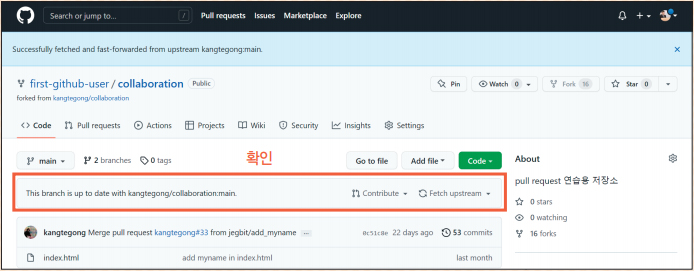 Search or jump to... / Pull requests Issues Marketplace Explore
Successfully fetched and fast-forwarded from upstream kangtegong:main.
first-github-user / collaboration Public
forked from kangtegong/collaboration
Pin Watch 0 Fork 16 Star 0
Code Pull requests Actions Projects Wiki Security Insights Settings
확인
main 2 branches 0 tags Go to file Add file Code
This branch is up to date with kangtegong/collaboration:main. Contribute Fetch upstream
kangtegong Merge pull request kangtegong#33 from jegbit/add_myname ... 0c51c8e 22 days ago 53 commits
index.html add myname in index.html last month
About
pull request 연습용 저장소
0 stars
0 watching
16 forks